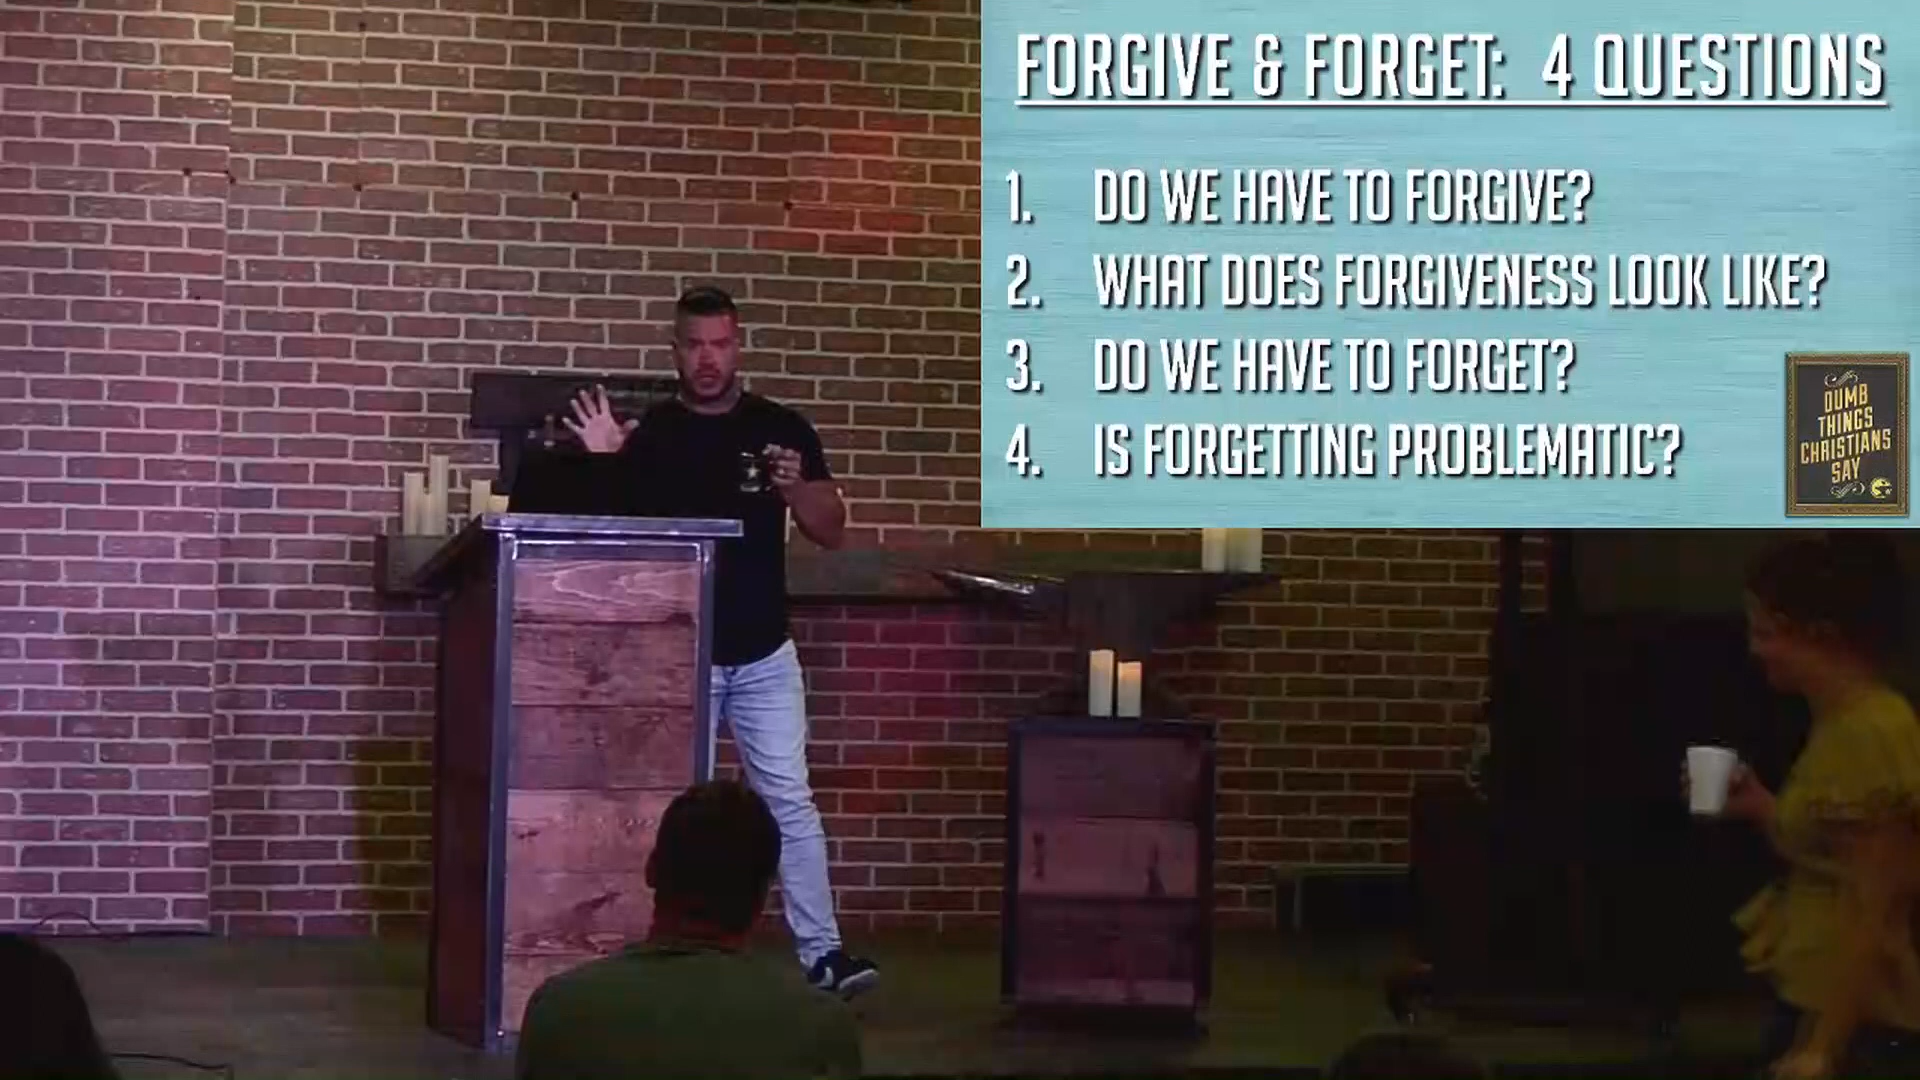 FORGIVE & FORGET: 4 QUESTIONS
1. DO WE HAVE TO FORGIVE?
2. WHAT DOES FORGIVENESS LOOK LIKE?
3. DO WE HAVE TO FORGET?
4. IS FORGETTING PROBLEMATIC?
DUMB
THINGS
CHRISTIANS
SAY